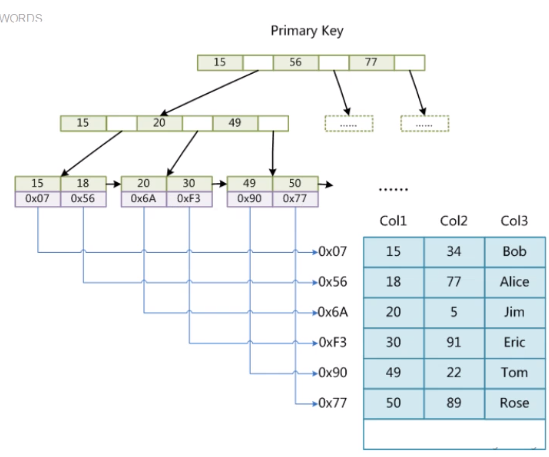 WORDS
Primary Key
15 56 77
15 20 49
...... ......
15 18 20 30 49 50
0x07 0x56 0x6A 0xF3 0x90 0x77
......
Col1 Col2 Col3
0x07 15 34 Bob
0x56 18 77 Alice
0x6A 20 5 Jim
0xF3 30 91 Eric
0x90 49 22 Tom
0x77 50 89 Rose